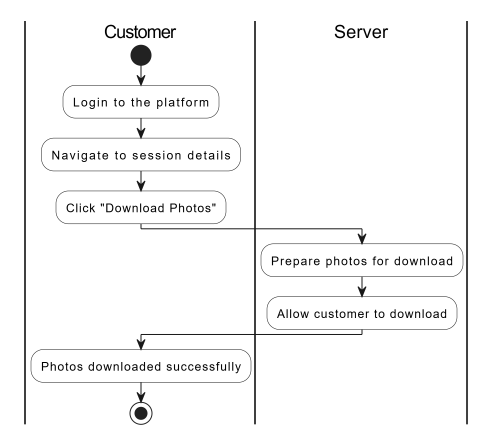 Customer
Server
Login to the platform
Navigate to session details
Click "Download Photos"
Prepare photos for download
Allow customer to download
Photos downloaded successfully